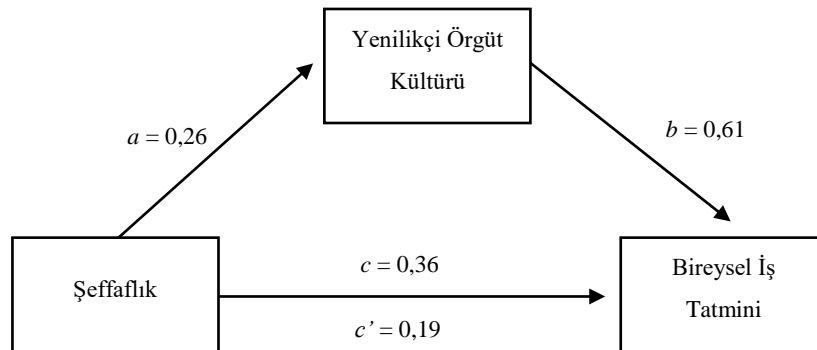 Yenilikçi Örgüt
Kültürü
a = 0,26
b = 0,61
Şeffaflık
c = 0,36
c’ = 0,19
Bireysel İş
Tatmini